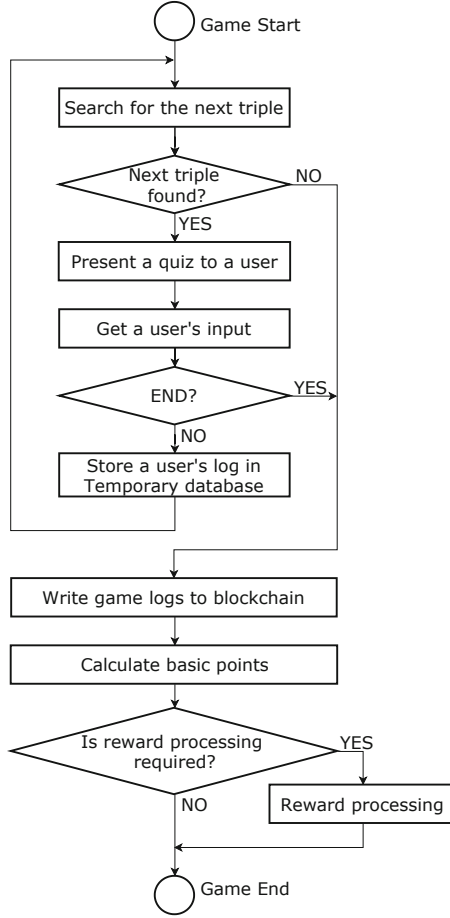 Game Start
Search for the next triple
Next triple
found?
NO
YES
Present a quiz to a user
Get a user's input
END?
YES
NO
Store a user's log in
Temporary database
Write game logs to blockchain
Calculate basic points
Is reward processing
required?
YES
NO
Reward processing
Game End